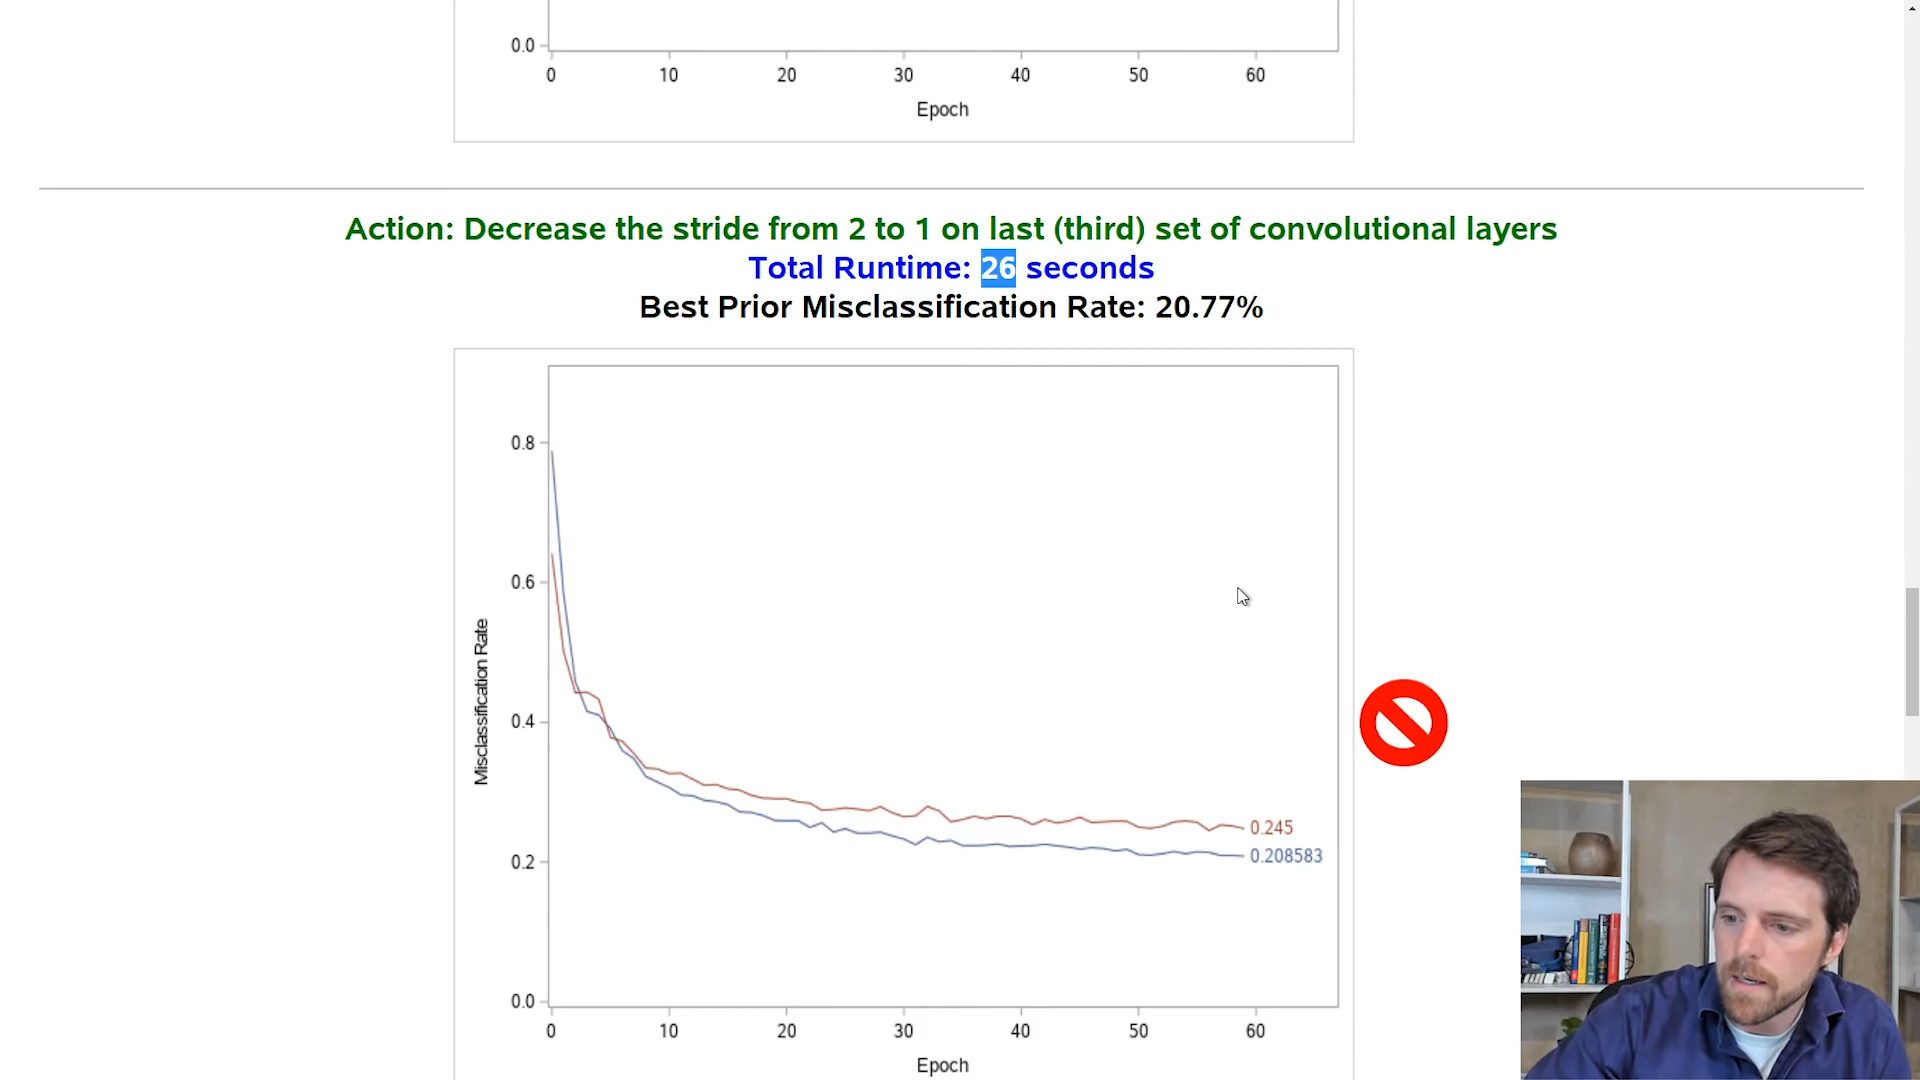 0.0
0 10 20 30 40 50 60
Epoch
Action: Decrease the stride from 2 to 1 on last (third) set of convolutional layers
Total Runtime: 26 seconds
Best Prior Misclassification Rate: 20.77%
0.8
0.6
Misclassification Rate
0.4
0.245
0.208583
0.2
0.0
0 10 20 30 40 50 60
Epoch